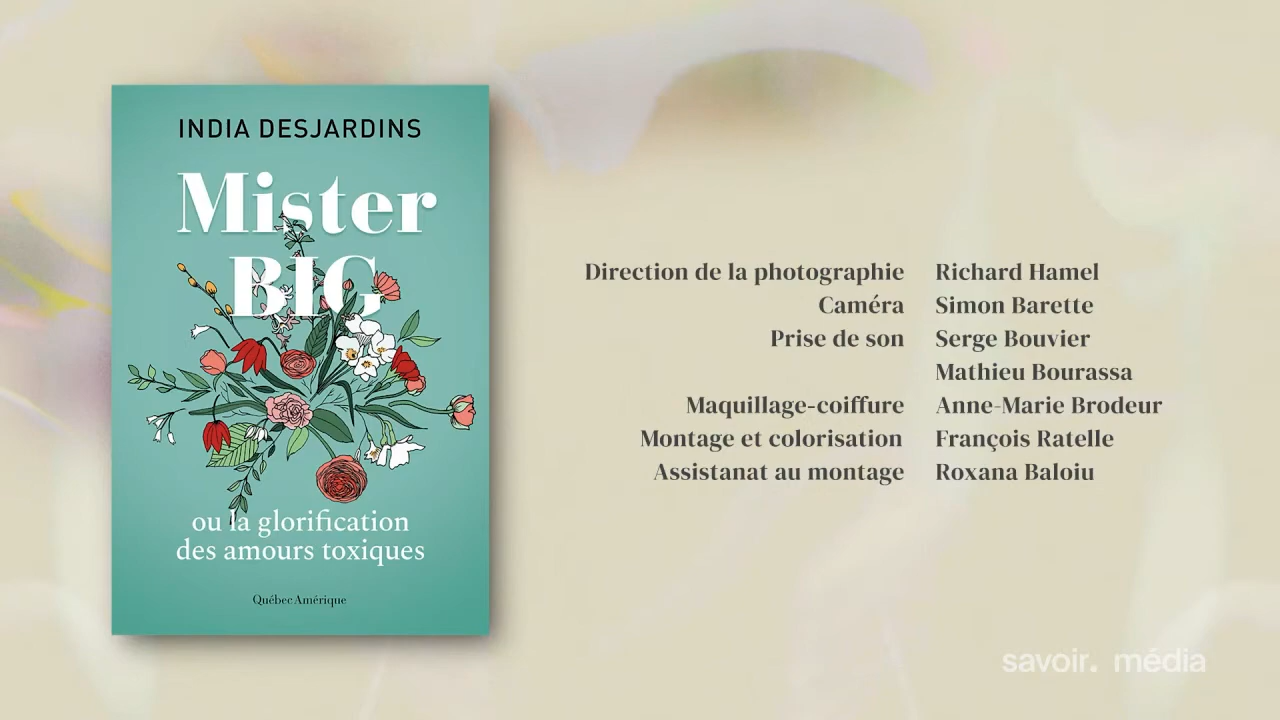 INDIA DESJARDINS
Mister
BIG
ou la glorification
des amours toxiques
Québec Amérique
Direction de la photographie Richard Hamel
Caméra Simon Barette
Prise de son Serge Bouvier
Mathieu Bourassa
Maquillage-coiffure Anne-Marie Brodeur
Montage et colorisation François Ratelle
Assistanat au montage Roxana Baloiu
savoir. média